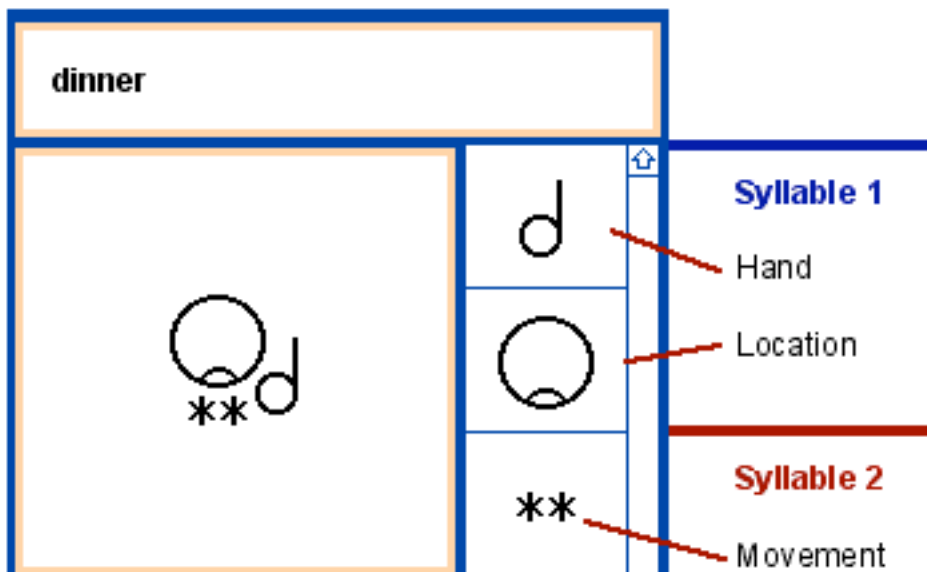 dinner
Syllable 1
Hand
Location
**
**
Syllable 2
Movement